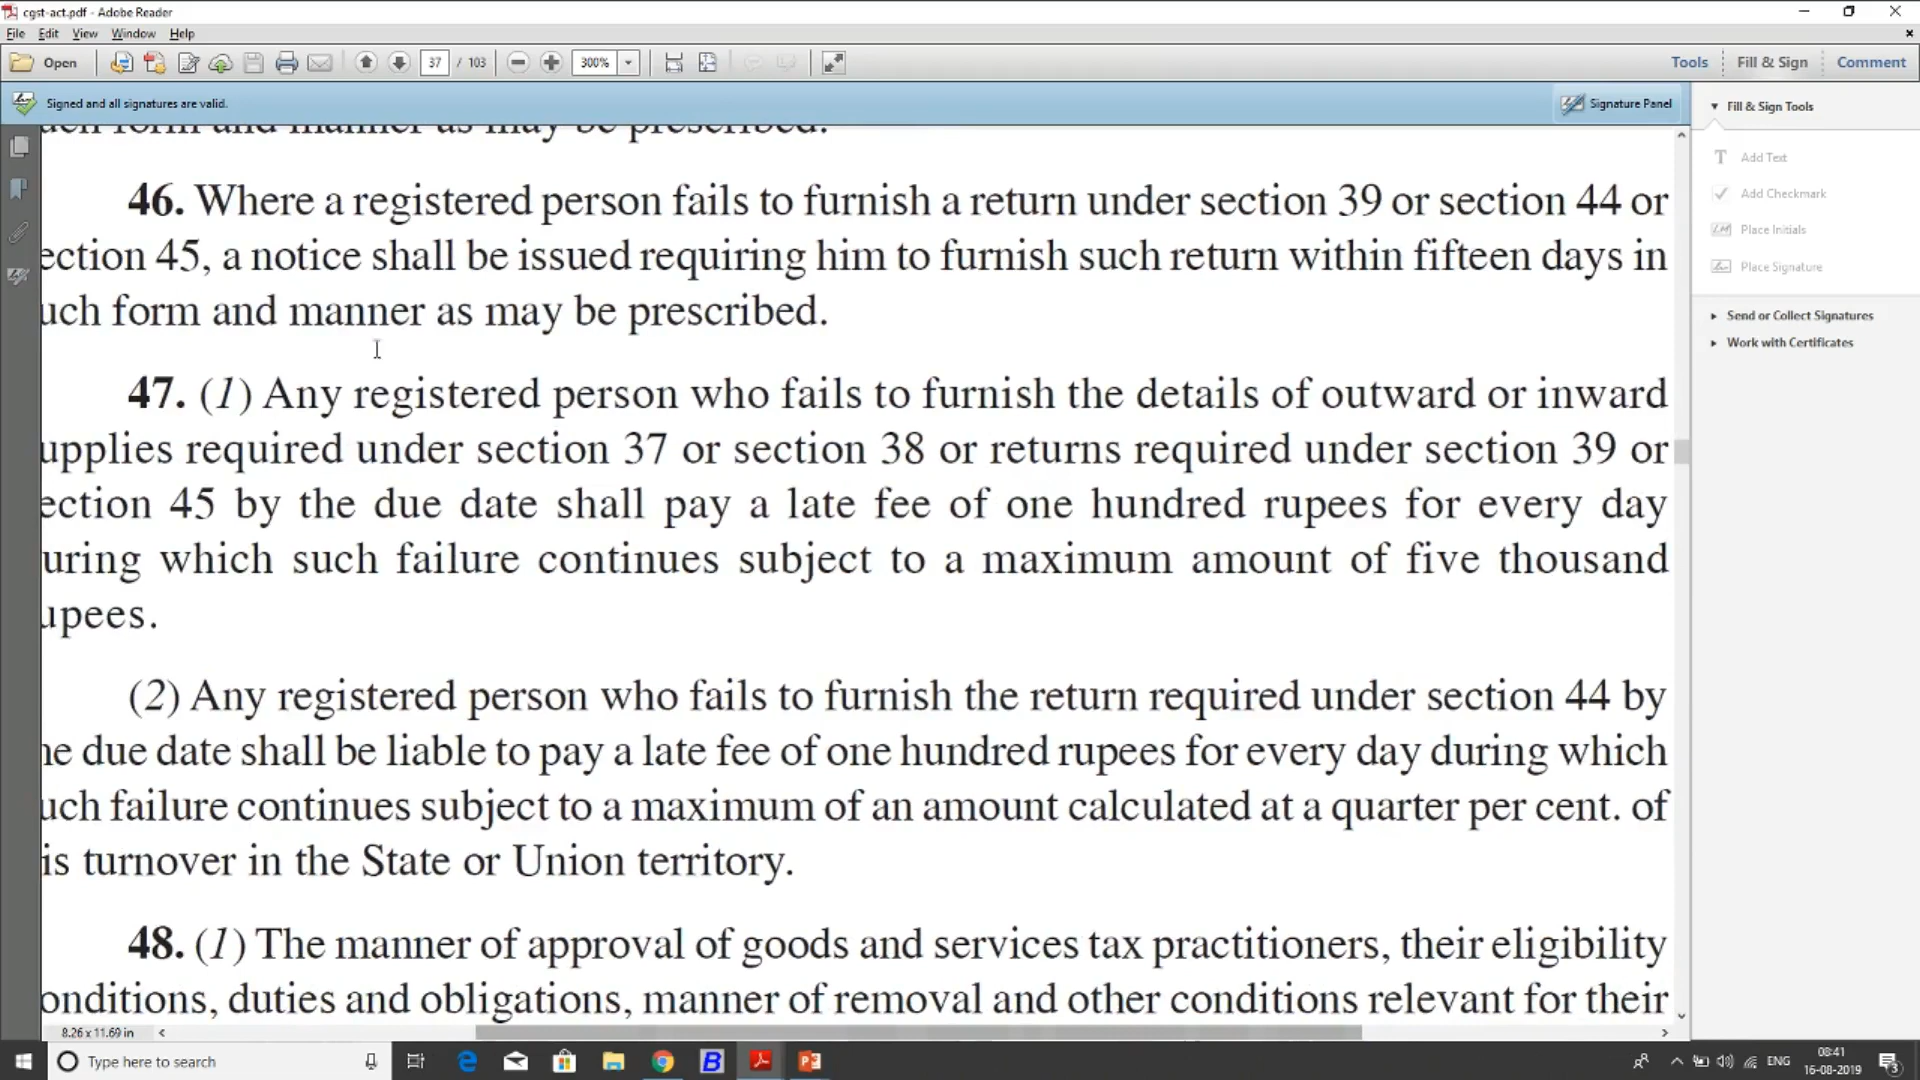 cgst-act.pdf - Adobe Reader
File Edit View Window Help
Open 37 / 103 300% Tools Fill & Sign Comment
Signed and all signatures are valid. Signature Panel
Fill & Sign Tools
Add Text
Add Checkmark
Place Initials
Place Signature
Send or Collect Signatures
Work with Certificates
uch form and manner as may be prescribed.
46. Where a registered person fails to furnish a return under section 39 or section 44 or
ection 45, a notice shall be issued requiring him to furnish such return within fifteen days in
uch form and manner as may be prescribed.
47. (1) Any registered person who fails to furnish the details of outward or inward
upplies required under section 37 or section 38 or returns required under section 39 or
ection 45 by the due date shall pay a late fee of one hundred rupees for every day
uring which such failure continues subject to a maximum amount of five thousand
upees.
(2) Any registered person who fails to furnish the return required under section 44 by
he due date shall be liable to pay a late fee of one hundred rupees for every day during which
uch failure continues subject to a maximum of an amount calculated at a quarter per cent. of
is turnover in the State or Union territory.
48. (1) The manner of approval of goods and services tax practitioners, their eligibility
onditions, duties and obligations, manner of removal and other conditions relevant for their
8.26 x 11.69 in
Type here to search
ENG
08:41
16-08-2019
3